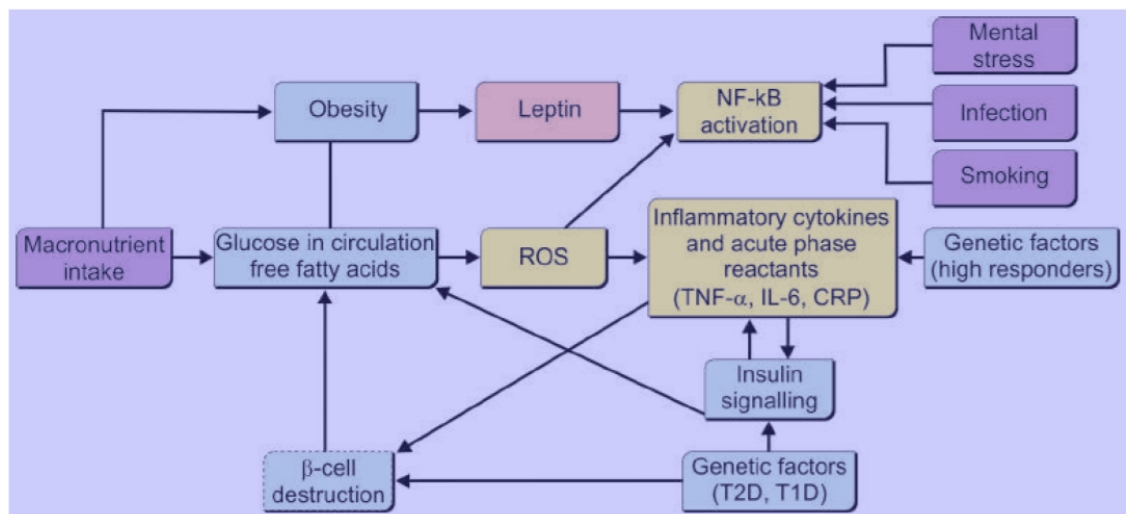 Mental
stress
Obesity
Leptin
NF-kB
activation
Infection
Smoking
Macronutrient
intake
Glucose in circulation
free fatty acids
ROS
Inflammatory cytokines
and acute phase
reactants
(TNF-α, IL-6, CRP)
Genetic factors
(high responders)
Insulin
signalling
β-cell
destruction
Genetic factors
(T2D, T1D)